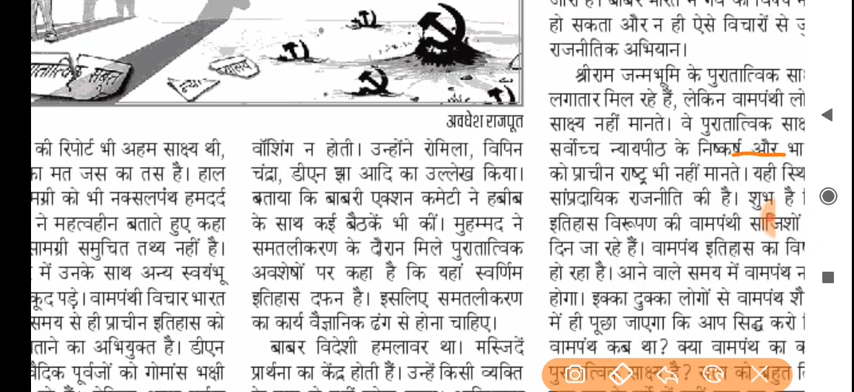 पुरातात्विक सबूत
तथ्य
साक्ष्य
अवधेश राजपूत
की रिपोर्ट भी अहम साक्ष्य थी,
मत जस का तस है। हाल
को भी नक्सलपंथ हमदर्द
ने महत्वहीन बताते हुए कहा
सामग्री समुचित तथ्य नहीं है।
में उनके साथ अन्य स्वयंभू
कूद पड़े। वामपंथी विचार भारत
समय से ही प्राचीन इतिहास को
का अभियुक्त है। डीएन
वैदिक पूर्वजों को गोमांस भक्षी
वॉशिंग न होती। उन्होंने रोमिला, विपिन
चंद्रा, डीएन झा आदि का उल्लेख किया।
बताया कि बाबरी एक्शन कमेटी ने हबीब
के साथ कई बैठकें भी कीं। मुहम्मद ने
समतलीकरण के दौरान मिले पुरातात्विक
अवशेषों पर कहा है कि यहां स्वर्णिम
इतिहास दफन है। इसलिए समतलीकरण
का कार्य वैज्ञानिक ढंग से होना चाहिए।
बाबर विदेशी हमलावर था। मस्जिदें
प्रार्थना का केंद्र होती हैं। उन्हें किसी व्यक्ति
हो सकता और न ही ऐसे विचारों से
राजनीतिक अभियान।
श्रीराम जन्मभूमि के पुरातात्विक
लगातार मिल रहे हैं, लेकिन वामपंथी
साक्ष्य नहीं मानते। वे पुरातात्विक
सर्वोच्च न्यायपीठ के निष्कर्ष और
को प्राचीन राष्ट्र भी नहीं मानते। यही
सांप्रदायिक राजनीति की है। शुभ है
इतिहास विरूपण की वामपंथी साजिशों
दिन जा रहे हैं। वामपंथ इतिहास का
हो रहा है। आने वाले समय में वामपंथ
होगा। इक्का दुक्का लोगों से वामपंथ
में ही पूछा जाएगा कि आप सिद्ध करो
वामपंथ कब था? क्या वामपंथ का